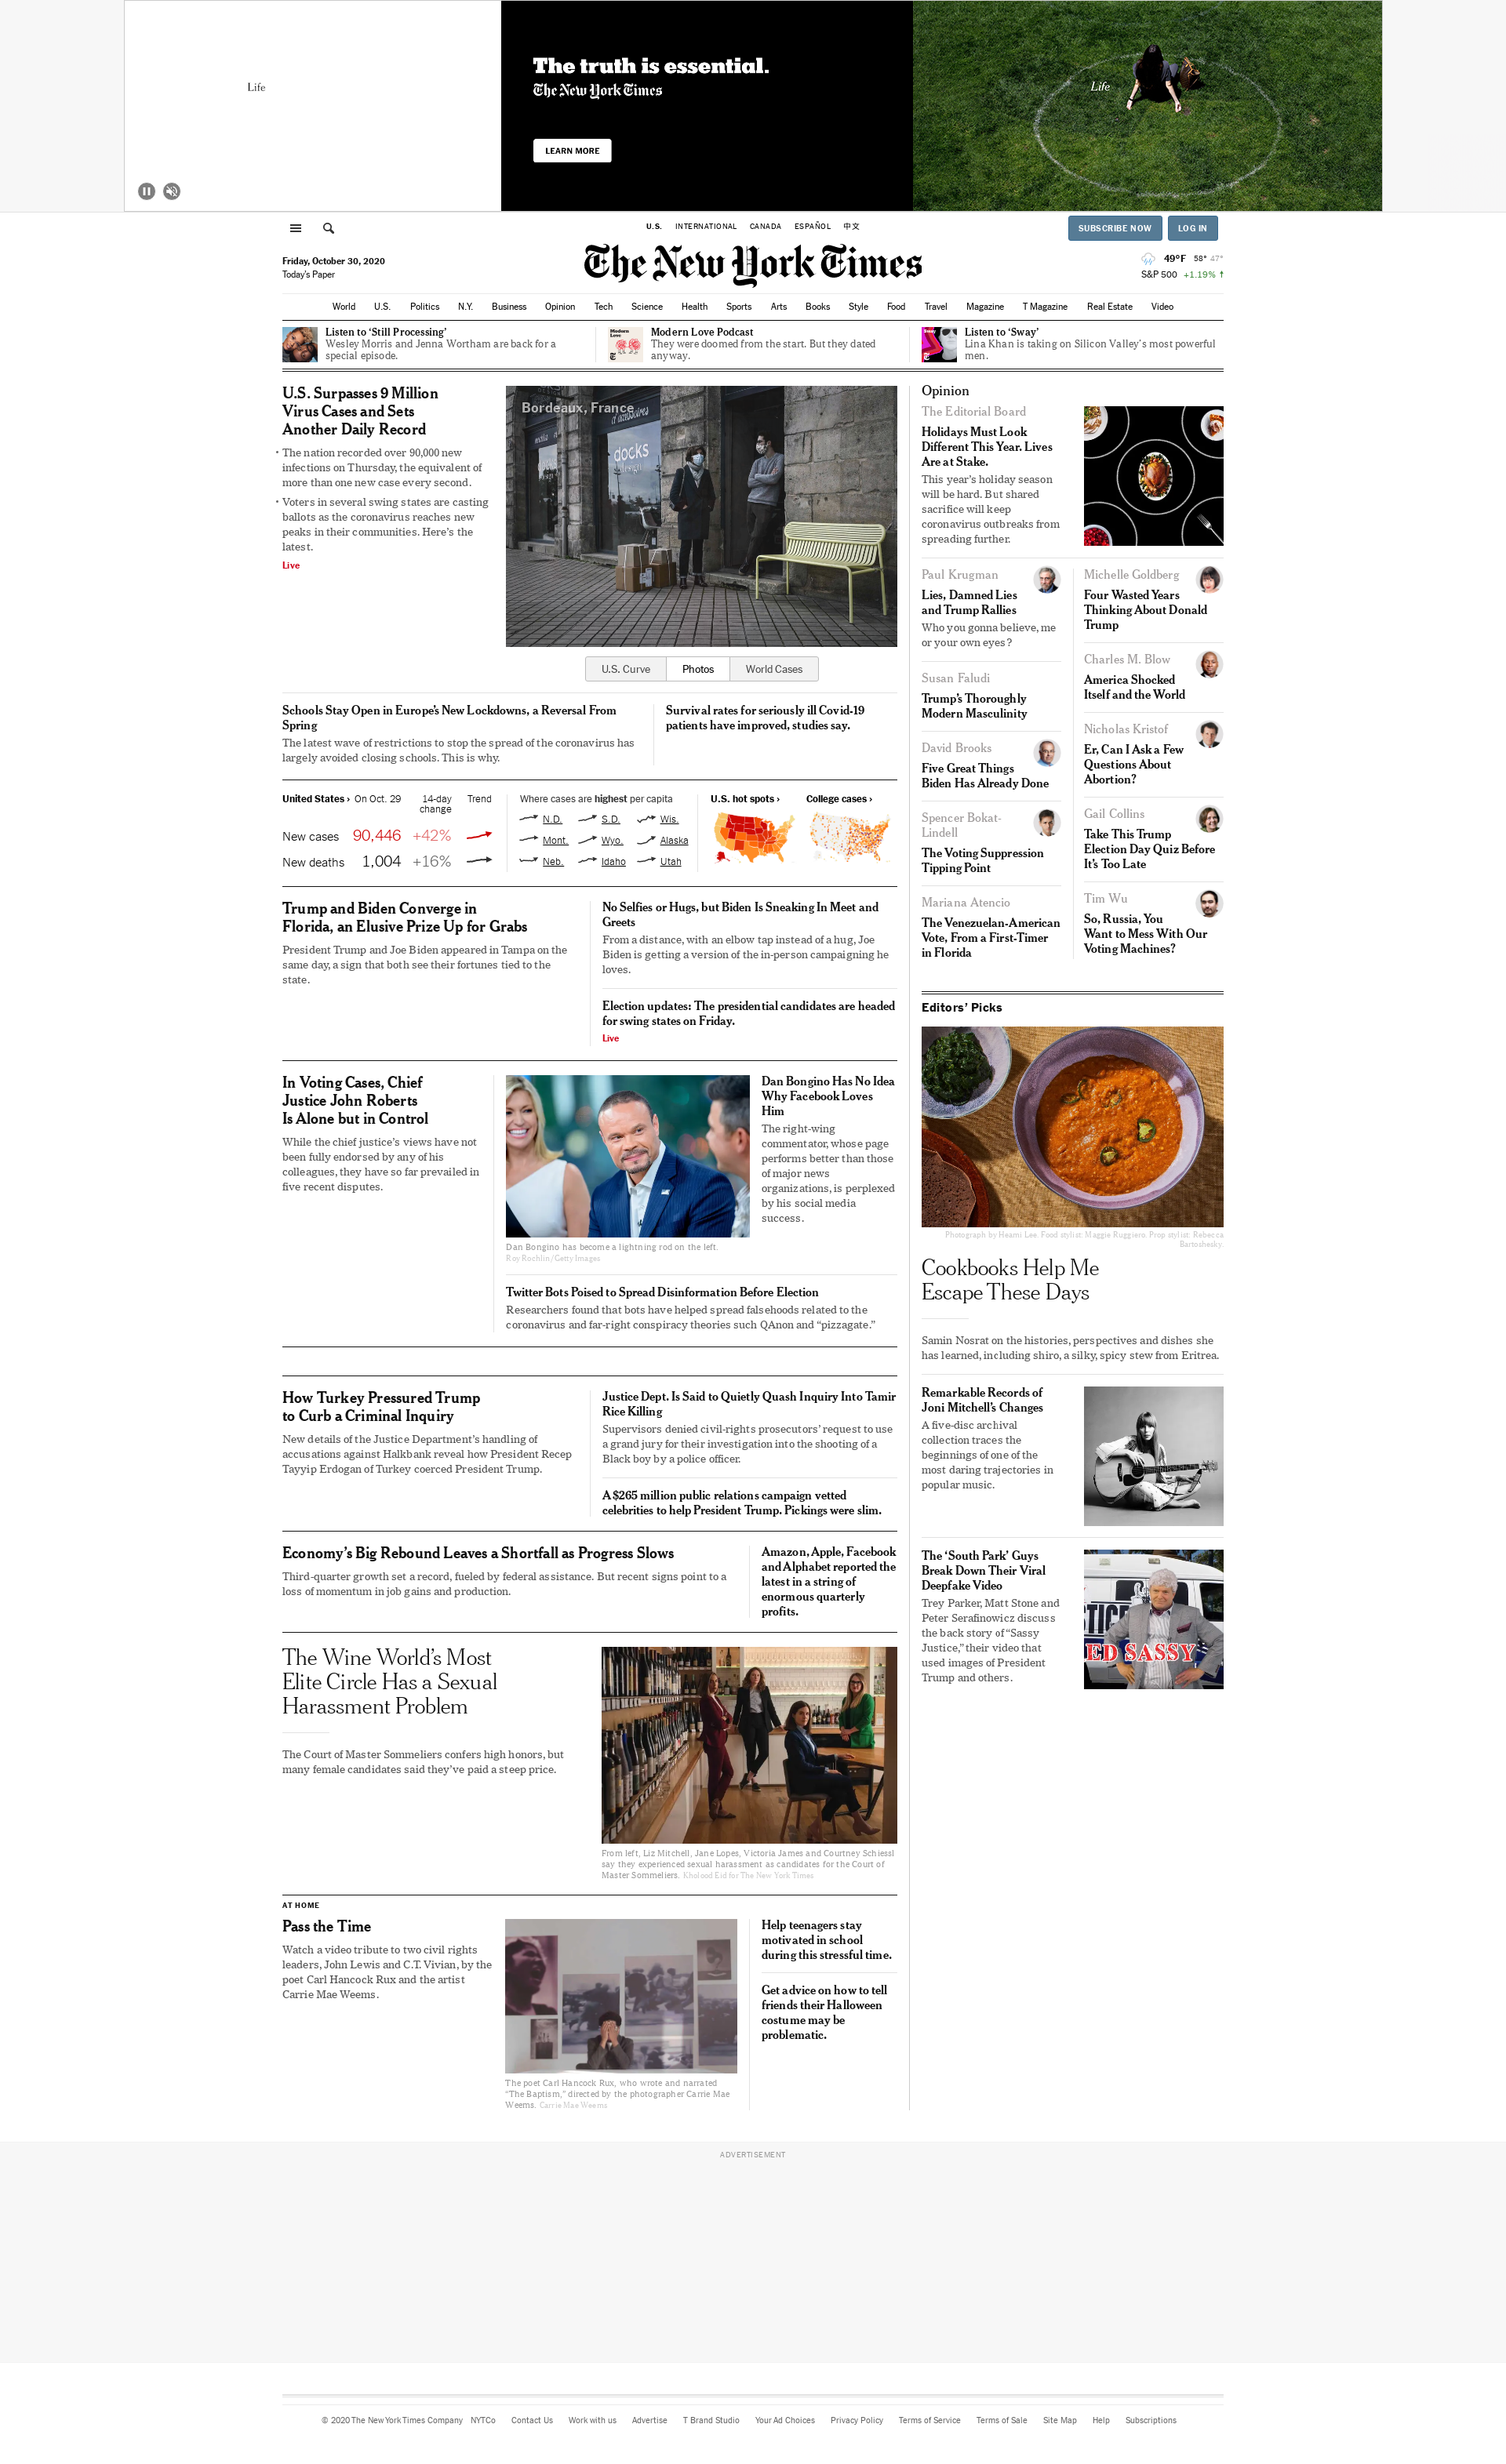 Life
The truth is essential.
The New York Times
LEARN MORE
Life
U.S. INTERNATIONAL CANADA ESPAÑOL 中文
SUBSCRIBE NOW LOG IN
Friday, October 30, 2020
Today's Paper
The New York Times
49°F 58° 47°
S&P 500 +1.19% ↑
World U.S. Politics N.Y. Business Opinion Tech Science Health Sports Arts Books Style Food Travel Magazine T Magazine Real Estate Video
Listen to ‘Still Processing’
Wesley Morris and Jenna Wortham are back for a
special episode.
Modern Love
Modern Love Podcast
They were doomed from the start. But they dated
anyway.
Sway
Listen to ‘Sway’
Lina Khan is taking on Silicon Valley’s most powerful
men.
U.S. Surpasses 9 Million
Virus Cases and Sets
Another Daily Record
• The nation recorded over 90,000 new
infections on Thursday, the equivalent of
more than one new case every second.
• Voters in several swing states are casting
ballots as the coronavirus reaches new
peaks in their communities. Here’s the
latest.
Live
Bordeaux, France
docks
U.S. Curve Photos World Cases
Schools Stay Open in Europe’s New Lockdowns, a Reversal From
Spring
The latest wave of restrictions to stop the spread of the coronavirus has
largely avoided closing schools. This is why.
Survival rates for seriously ill Covid-19
patients have improved, studies say.
United States › On Oct. 29 14-day
change Trend
New cases 90,446 +42%
New deaths 1,004 +16%
Where cases are highest per capita
N.D. S.D. Wis.
Mont. Wyo. Alaska
Neb. Idaho Utah
U.S. hot spots › College cases ›
Trump and Biden Converge in
Florida, an Elusive Prize Up for Grabs
President Trump and Joe Biden appeared in Tampa on the
same day, a sign that both see their fortunes tied to the
state.
No Selfies or Hugs, but Biden Is Sneaking In Meet and
Greets
From a distance, with an elbow tap instead of a hug, Joe
Biden is getting a version of the in-person campaigning he
loves.
Election updates: The presidential candidates are headed
for swing states on Friday.
Live
In Voting Cases, Chief
Justice John Roberts
Is Alone but in Control
While the chief justice’s views have not
been fully endorsed by any of his
colleagues, they have so far prevailed in
five recent disputes.
Dan Bongino has become a lightning rod on the left.
Roy Rochlin/Getty Images
Dan Bongino Has No Idea
Why Facebook Loves
Him
The right-wing
commentator, whose page
performs better than those
of major news
organizations, is perplexed
by his social media
success.
Twitter Bots Poised to Spread Disinformation Before Election
Researchers found that bots have helped spread falsehoods related to the
coronavirus and far-right conspiracy theories such QAnon and “pizzagate.”
How Turkey Pressured Trump
to Curb a Criminal Inquiry
New details of the Justice Department’s handling of
accusations against Halkbank reveal how President Recep
Tayyip Erdogan of Turkey coerced President Trump.
Justice Dept. Is Said to Quietly Quash Inquiry Into Tamir
Rice Killing
Supervisors denied civil-rights prosecutors’ request to use
a grand jury for their investigation into the shooting of a
Black boy by a police officer.
A $265 million public relations campaign vetted
celebrities to help President Trump. Pickings were slim.
Economy’s Big Rebound Leaves a Shortfall as Progress Slows
Third-quarter growth set a record, fueled by federal assistance. But recent signs point to a
loss of momentum in job gains and production.
Amazon, Apple, Facebook
and Alphabet reported the
latest in a string of
enormous quarterly
profits.
The Wine World’s Most
Elite Circle Has a Sexual
Harassment Problem
The Court of Master Sommeliers confers high honors, but
many female candidates said they’ve paid a steep price.
From left, Liz Mitchell, Jane Lopes, Victoria James and Courtney Schiessl
say they experienced sexual harassment as candidates for the Court of
Master Sommeliers. Kholood Eid for The New York Times
AT HOME
Pass the Time
Watch a video tribute to two civil rights
leaders, John Lewis and C.T. Vivian, by the
poet Carl Hancock Rux and the artist
Carrie Mae Weems.
The poet Carl Hancock Rux, who wrote and narrated
“The Baptism,” directed by the photographer Carrie Mae
Weems. Carrie Mae Weems
Help teenagers stay
motivated in school
during this stressful time.
Get advice on how to tell
friends their Halloween
costume may be
problematic.
Opinion
The Editorial Board
Holidays Must Look
Different This Year. Lives
Are at Stake.
This year’s holiday season
will be hard. But shared
sacrifice will keep
coronavirus outbreaks from
spreading further.
Paul Krugman
Lies, Damned Lies
and Trump Rallies
Who you gonna believe, me
or your own eyes?
Susan Faludi
Trump’s Thoroughly
Modern Masculinity
David Brooks
Five Great Things
Biden Has Already Done
Spencer Bokat-
Lindell
The Voting Suppression
Tipping Point
Mariana Atencio
The Venezuelan-American
Vote, From a First-Timer
in Florida
Michelle Goldberg
Four Wasted Years
Thinking About Donald
Trump
Charles M. Blow
America Shocked
Itself and the World
Nicholas Kristof
Er, Can I Ask a Few
Questions About
Abortion?
Gail Collins
Take This Trump
Election Day Quiz Before
It’s Too Late
Tim Wu
So, Russia, You
Want to Mess With Our
Voting Machines?
Editors’ Picks
Photograph by Heami Lee. Food stylist: Maggie Ruggiero. Prop stylist: Rebecca
Bartoshesky.
Cookbooks Help Me
Escape These Days
Samin Nosrat on the histories, perspectives and dishes she
has learned, including shiro, a silky, spicy stew from Eritrea.
Remarkable Records of
Joni Mitchell’s Changes
A five-disc archival
collection traces the
beginnings of one of the
most daring trajectories in
popular music.
The ‘South Park’ Guys
Break Down Their Viral
Deepfake Video
Trey Parker, Matt Stone and
Peter Serafinowicz discuss
the back story of “Sassy
Justice,” their video that
used images of President
Trump and others.
STICE
ED SASSY
ADVERTISEMENT
© 2020 The New York Times Company NYTCo Contact Us Work with us Advertise T Brand Studio Your Ad Choices Privacy Policy Terms of Service Terms of Sale Site Map Help Subscriptions